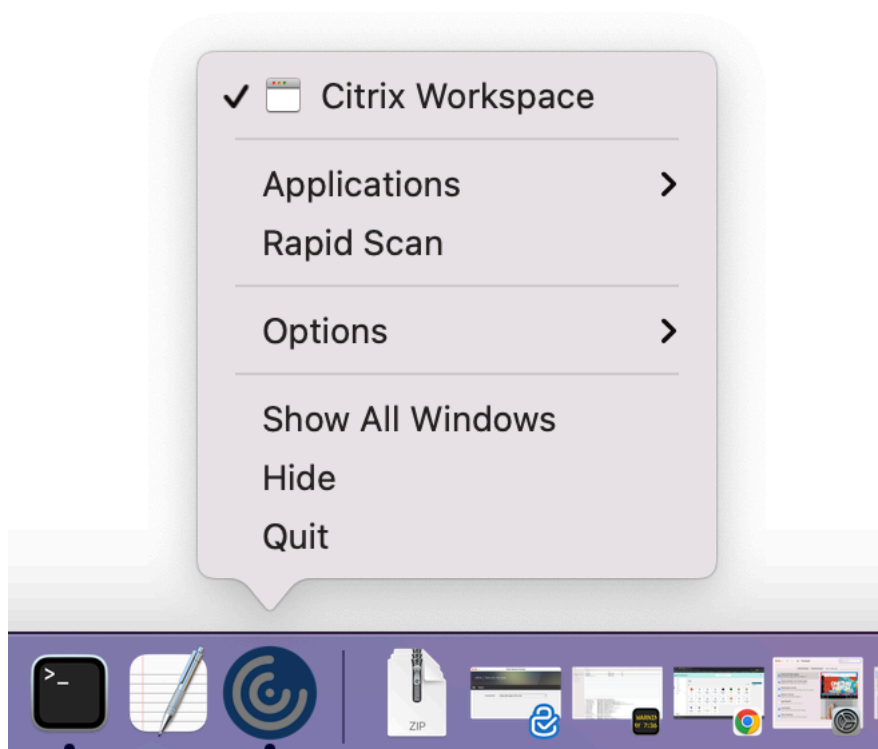 Citrix Workspace
Applications
Rapid Scan
Options
Show All Windows
Hide
Quit
>_
ZIP